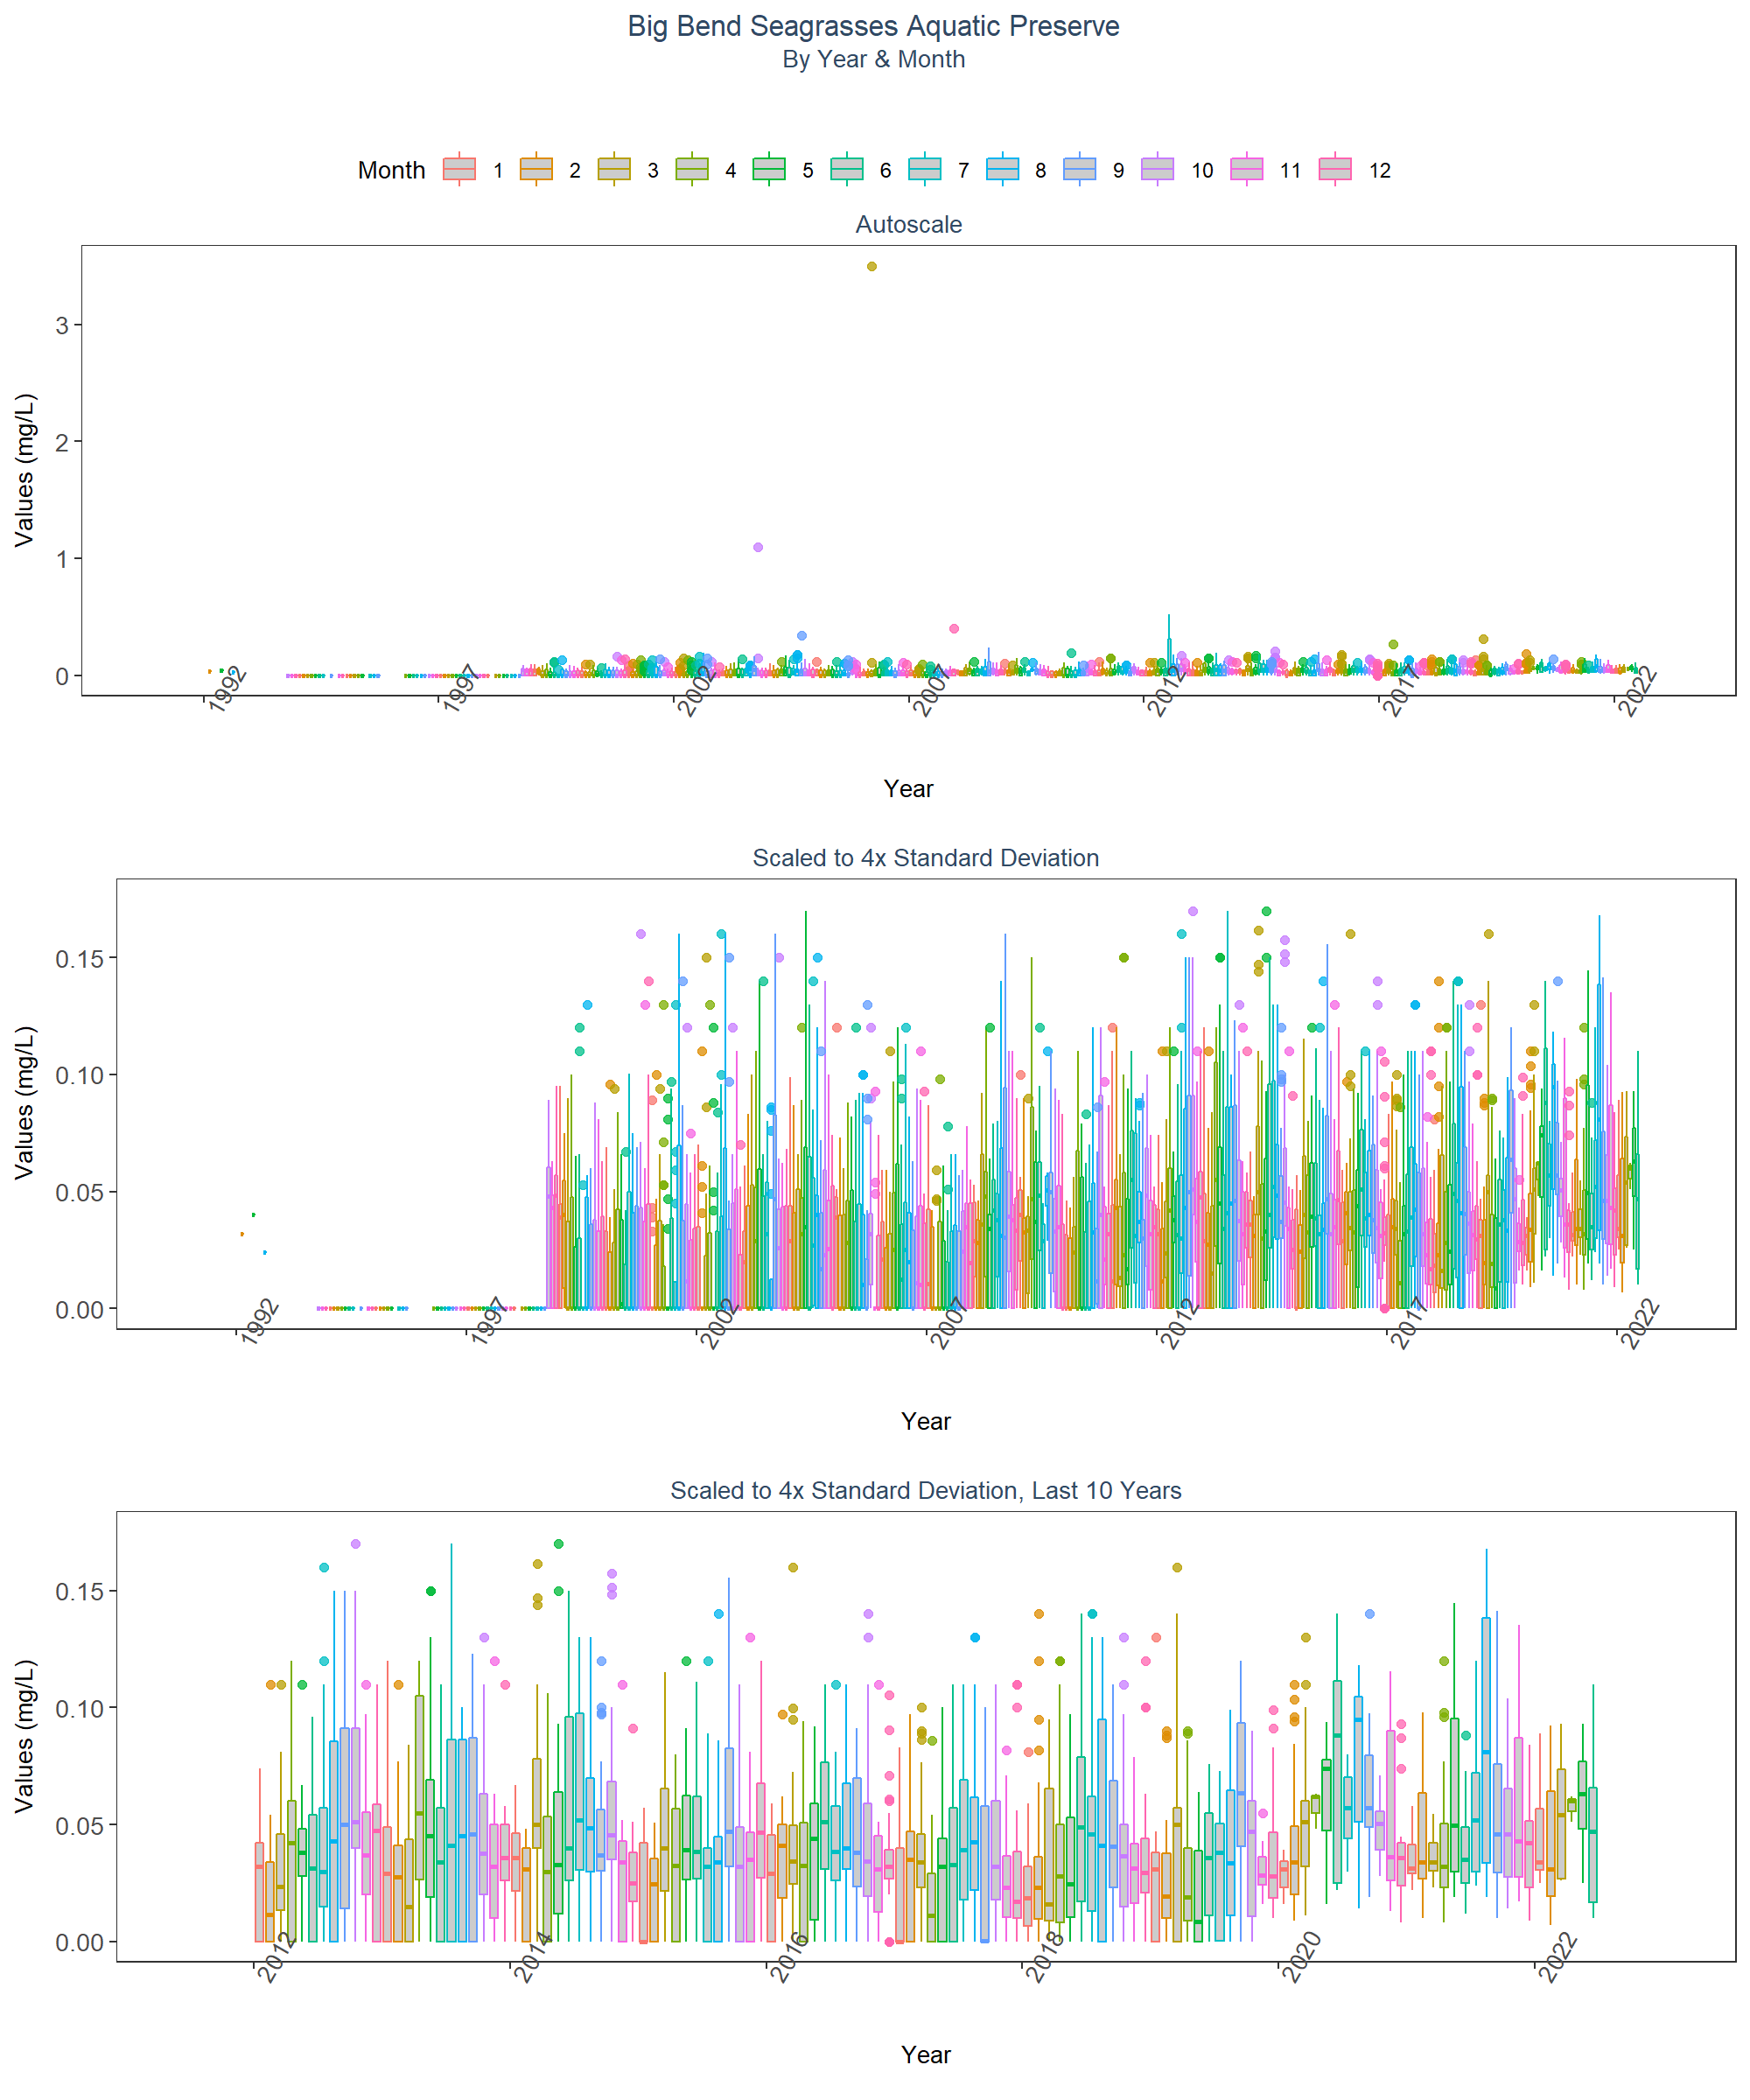 Big Bend Seagrasses Aquatic Preserve
By Year & Month
Month 1 2 3 4 5 6 7 8 9 10 11 12
Autoscale
Values (mg/L)
3
2
1
0
1992 1997 2002 2007 2012 2017 2022
Year
Scaled to 4x Standard Deviation
Values (mg/L)
0.15
0.10
0.05
0.00
1992 1997 2002 2007 2012 2017 2022
Year
Scaled to 4x Standard Deviation, Last 10 Years
Values (mg/L)
0.15
0.10
0.05
0.00
2012 2014 2016 2018 2020 2022
Year